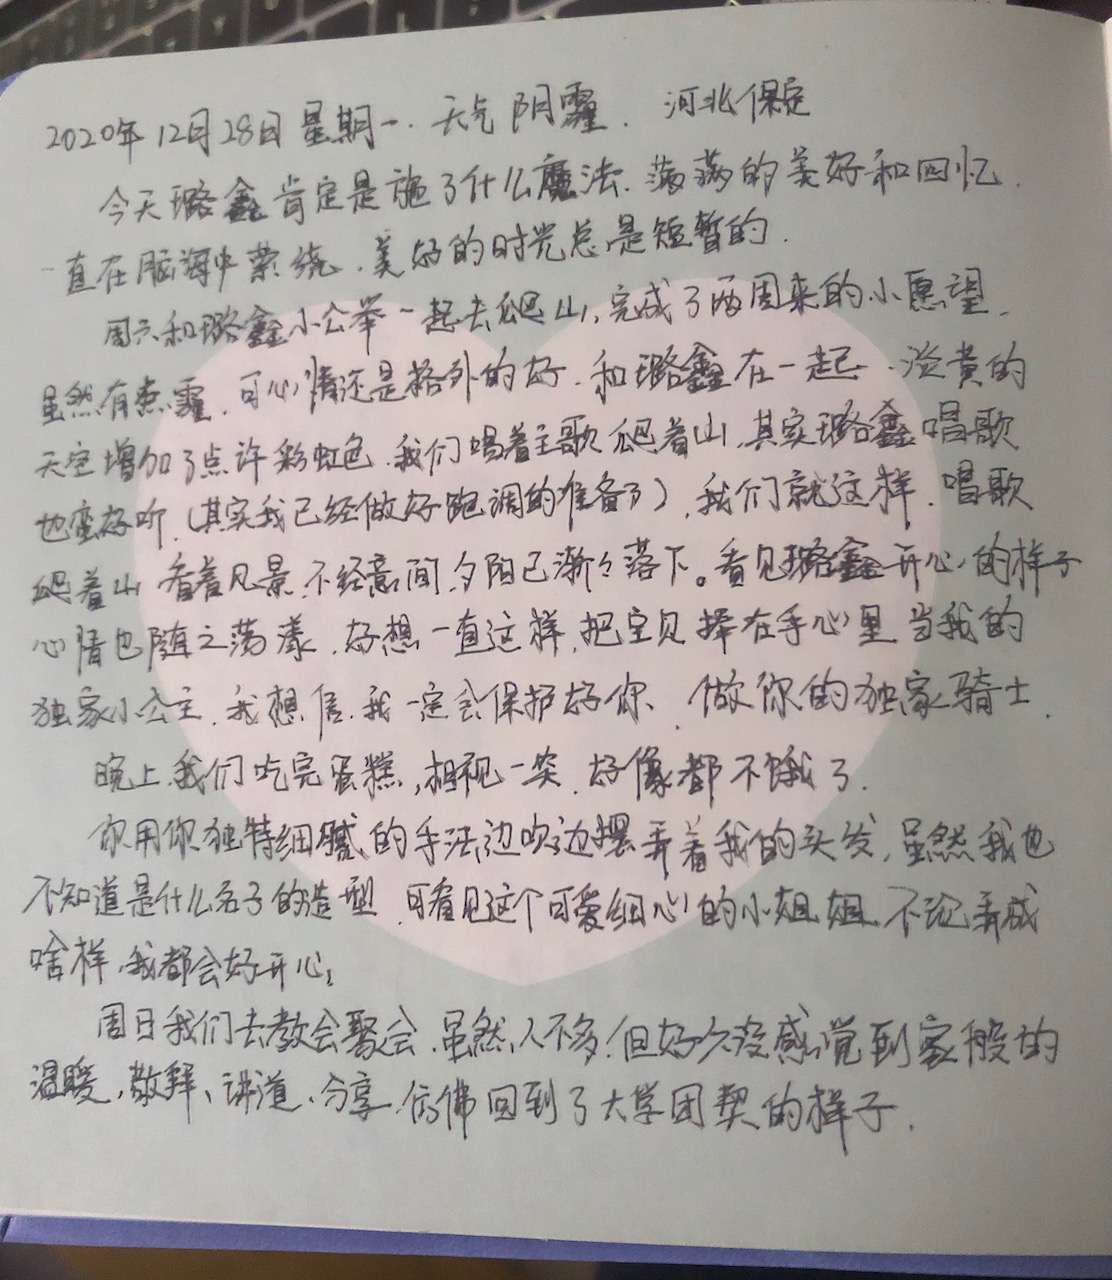 2020年12月28日 星期一. 天气 阴霾. 河北保定
今天璐鑫肯定是施了什么魔法. 满满的美好和回忆.
一直在脑海中萦绕. 美好的时光总是短暂的.
周六和璐鑫小公举一起去爬山, 完成了两周来的小愿望.
虽然有点霾. 可心情还是格外的好. 和璐鑫在一起. 淡黄的
天空增加了点许彩虹色. 我们唱着主歌爬着山. 其实璐鑫唱歌
也蛮好听. (其实我已经做好跑调的准备了), 我们就这样. 唱歌
爬着山 看着风景. 不经意间. 夕阳已渐々落下。看见璐鑫开心的样子
心情也随之荡漾. 好想一直这样. 把宝贝捧在手心里 当我的
独家小公主. 我想信. 我一定会保护好你. 做你的独家骑士.
晚上. 我们吃完蛋糕, 相视一笑. 好像都不饿了.
你用你独特细腻的手法边吹边摆弄着我的头发, 虽然我也
不知道是什么名子的造型. 可看见这个可爱细心的小姐姐 不论弄成
啥样. 我都会好开心;
周日我们去教会聚会. 虽然人不多. 但好久没感觉到家般的
温暖, 敬拜、讲道、分享. 仿佛回到了大学团契的样子.